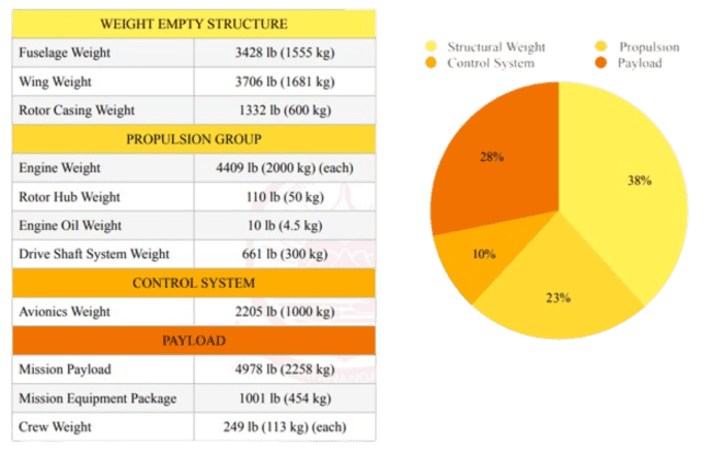 WEIGHT EMPTY STRUCTURE
Fuselage Weight 3428 lb (1555 kg)
Wing Weight 3706 lb (1681 kg)
Rotor Casing Weight 1332 lb (600 kg)
PROPULSION GROUP
Engine Weight 4409 lb (2000 kg) (each)
Rotor Hub Weight 110 lb (50 kg)
Engine Oil Weight 10 lb (4.5 kg)
Drive Shaft System Weight 661 lb (300 kg)
CONTROL SYSTEM
Avionics Weight 2205 lb (1000 kg)
PAYLOAD
Mission Payload 4978 lb (2258 kg)
Mission Equipment Package 1001 lb (454 kg)
Crew Weight 249 lb (113 kg) (each)
Structural Weight Propulsion
Control System Payload
28%
38%
10%
23%